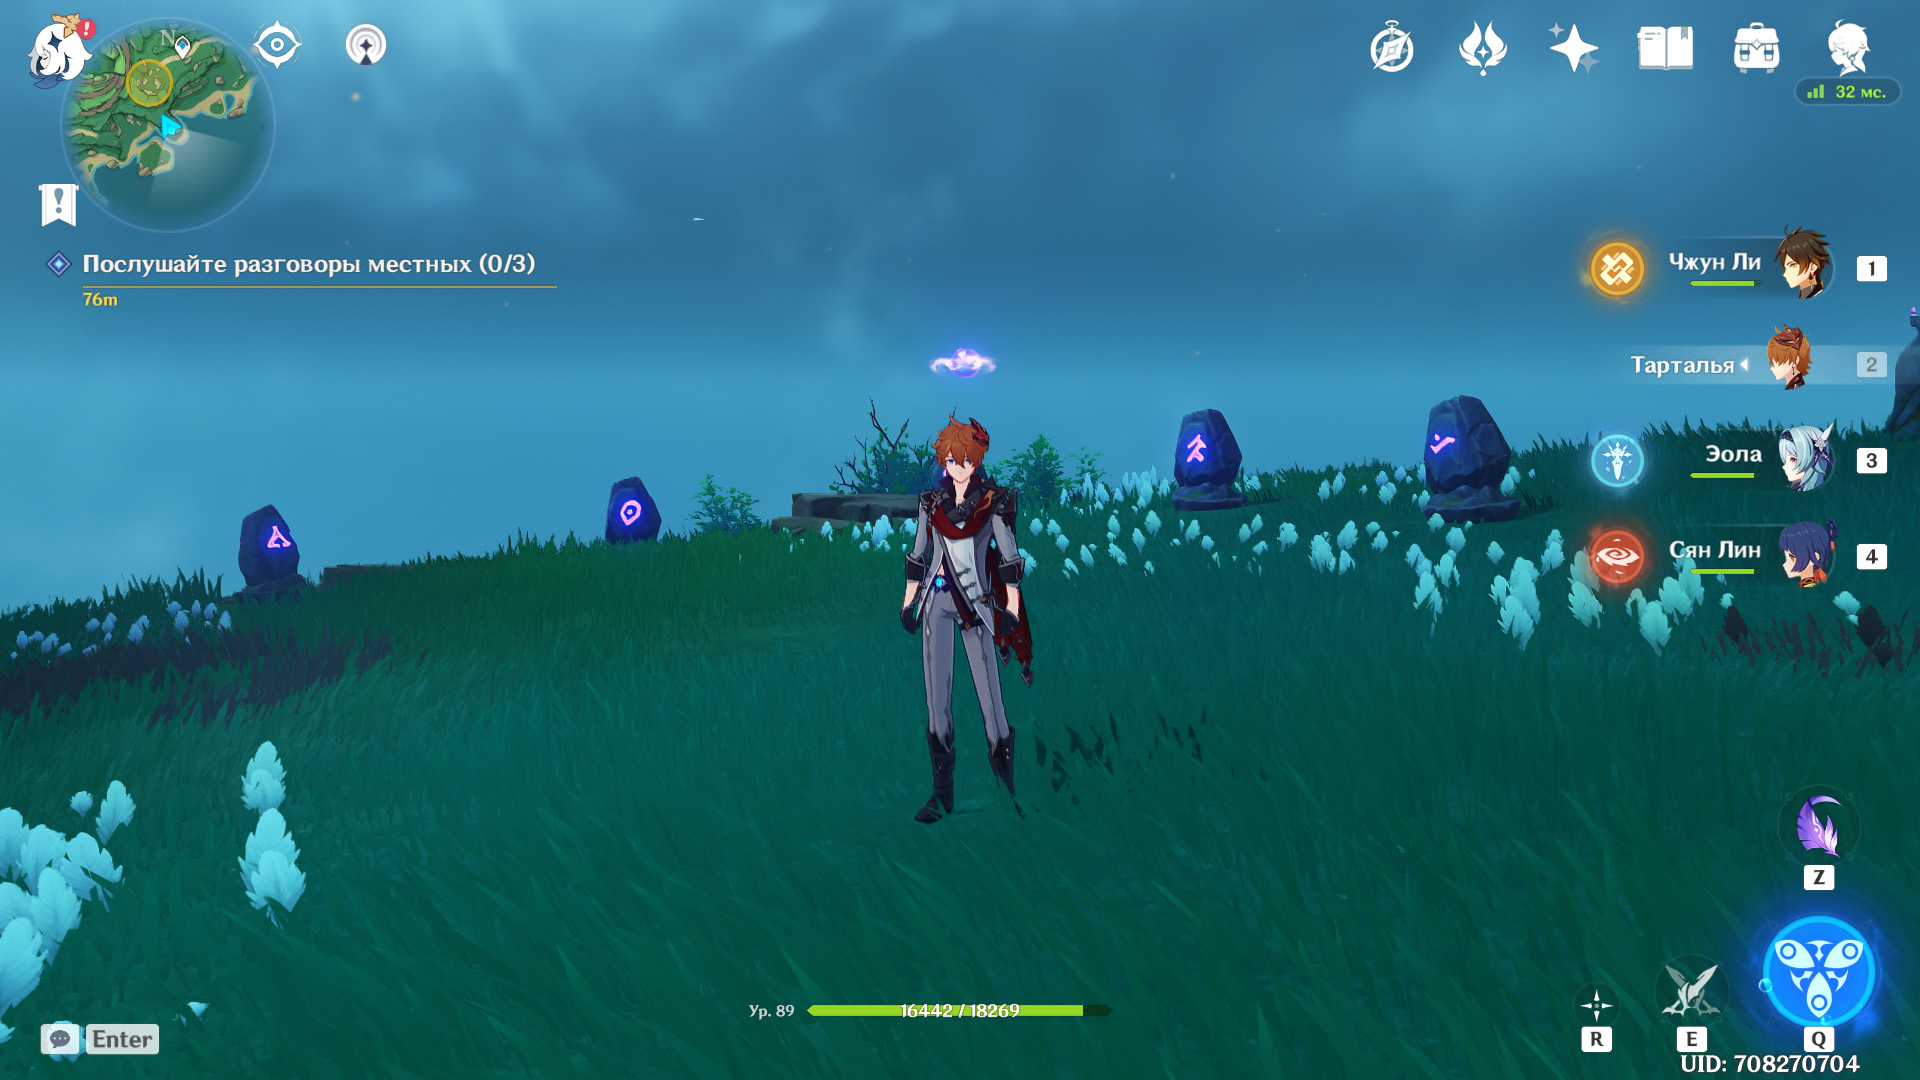 N
32 мс.
Послушайте разговоры местных (0/3)
76m
Чжун Ли
1
Тарталья
2
Эола
3
Сян Лин
4
Z
Ур. 89
16442 / 18269
Enter
R
E
Q
UID: 708270704